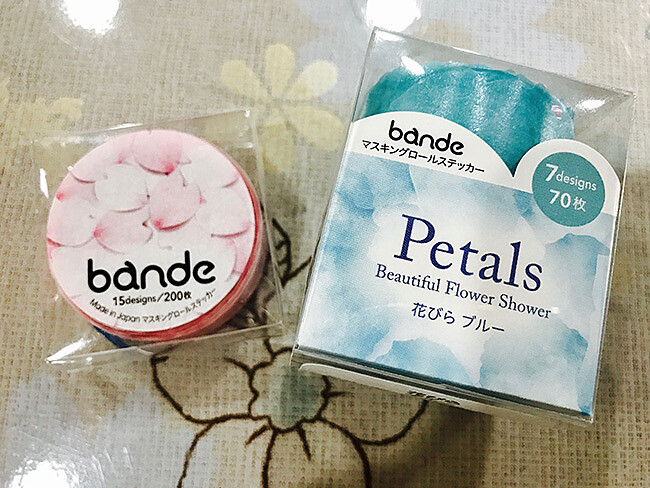 bande
15designs/200枚
Made in Japan マスキングロールステッカー
bande
マスキングロールステッカー
7designs
70枚
Petals
Beautiful Flower Shower
花びら ブルー